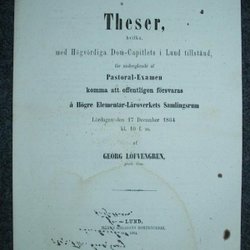 Theser,
hvilka,
med Högvördiga Dom-Capitlets i Lund tillstånd,
för undergående af
Pastoral-Examen
komma att offentligen försvaras
å Högre Elementar-Läroverkets Samlingsrum
Lördagen den 17 December 1864
kl. 10 f. m.
af
GEORG LÖFVENGREN,
LUND,